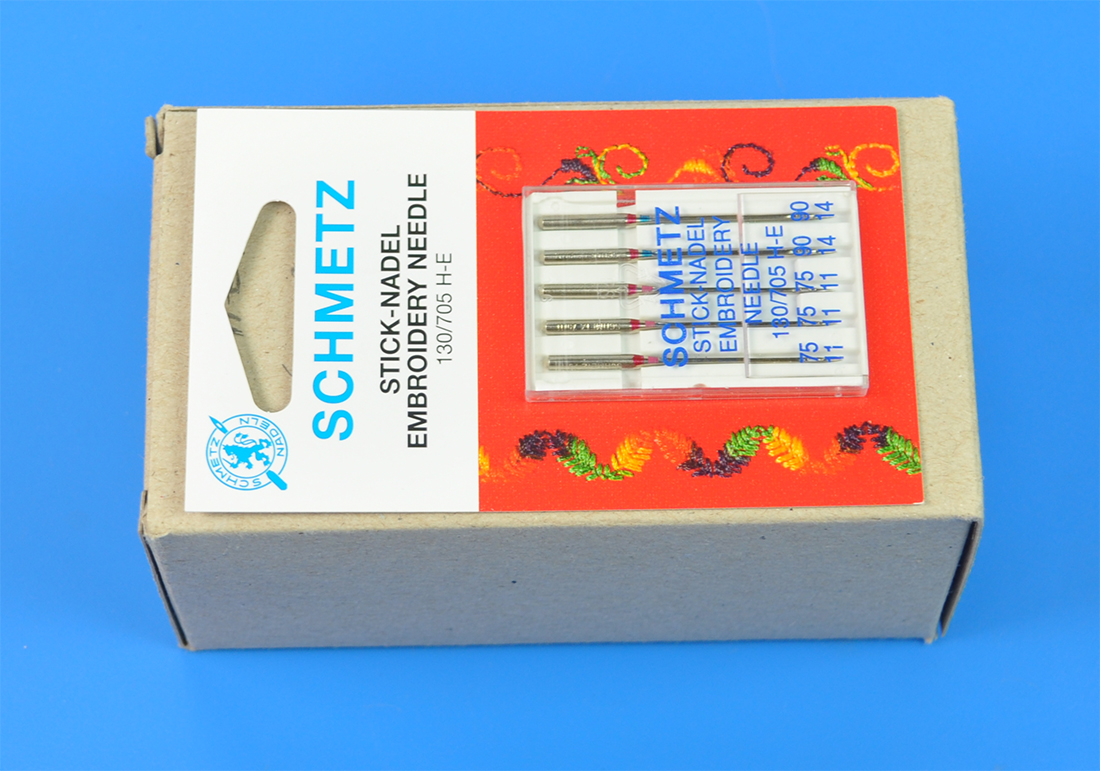 SCHMETZ
STICK-NADEL
EMBROIDERY NEEDLE
130/705 H-E
SCHMETZ NADELN
SCHMETZ
STICK-NADEL
EMBROIDERY
NEEDLE
130/705 H-E
75 75 75 90 90
11 11 11 14 14